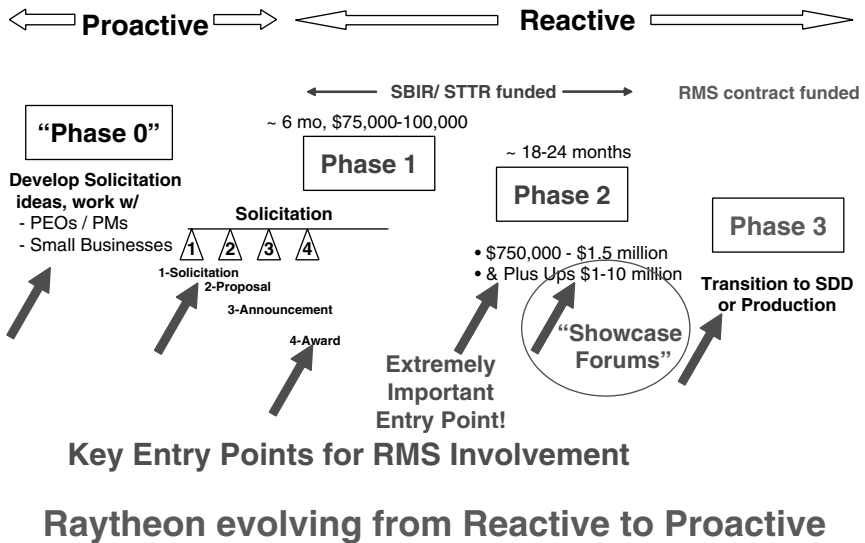 Proactive
Reactive
SBIR/ STTR funded
RMS contract funded
~ 6 mo, $75,000-100,000
“Phase 0”
Phase 1
~ 18-24 months
Phase 2
Phase 3
Develop Solicitation
ideas, work w/
- PEOs / PMs
- Small Businesses
Solicitation
1 2 3 4
1-Solicitation
2-Proposal
3-Announcement
4-Award
• $750,000 - $1.5 million
• & Plus Ups $1-10 million
Transition to SDD
or Production
“Showcase
Forums”
Extremely
Important
Entry Point!
Key Entry Points for RMS Involvement
Raytheon evolving from Reactive to Proactive